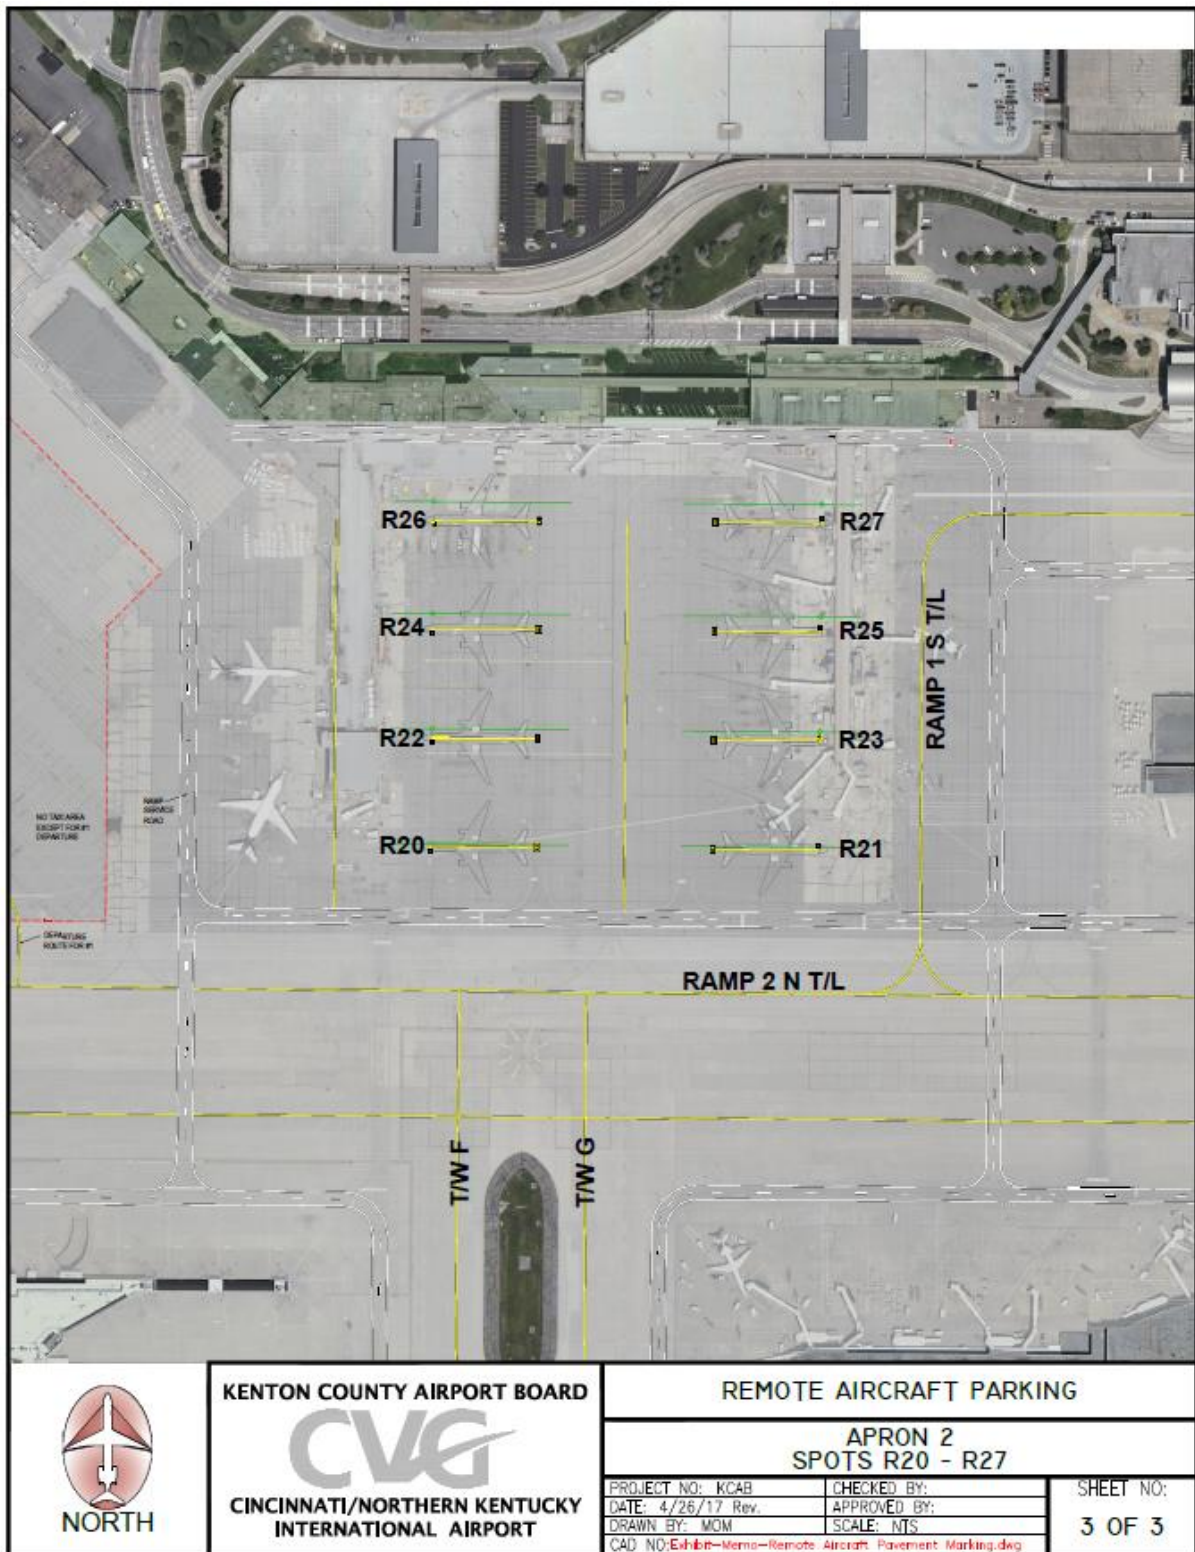 R26
R27
R24
R25
RAMP 1 S T/L
R22
R23
NO TAXI AREA
EXCEPT FOR #1
DEPARTURE
RAMP
SERVICE
ROAD
R20
R21
DEPARTURE
ROUTE FOR #1
RAMP 2 N T/L
T/W F
T/W G
NORTH
KENTON COUNTY AIRPORT BOARD
CVG
CINCINNATI/NORTHERN KENTUCKY
INTERNATIONAL AIRPORT
REMOTE AIRCRAFT PARKING
APRON 2
SPOTS R20 - R27
PROJECT NO: KCAB
CHECKED BY:
DATE: 4/26/17 Rev.
APPROVED BY:
DRAWN BY: MOM
SCALE: NTS
CAD NO:Exhibit-Memo-Remote Aircraft Pavement Marking.dwg
SHEET NO:
3 OF 3